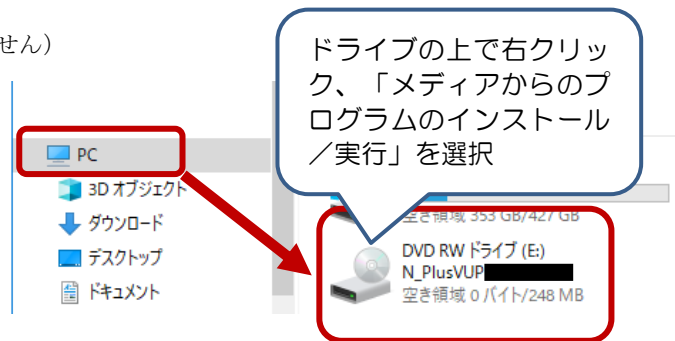 せん）
ドライブの上で右クリッ
ク、「メディアからのプ
ログラムのインストール
／実行」を選択
PC
3D オブジェクト
ダウンロード
デスクトップ
ドキュメント
空き領域 353 GB/427 GB
DVD RW ドライブ (E:)
N_PlusVUP
空き領域 0 バイト/248 MB